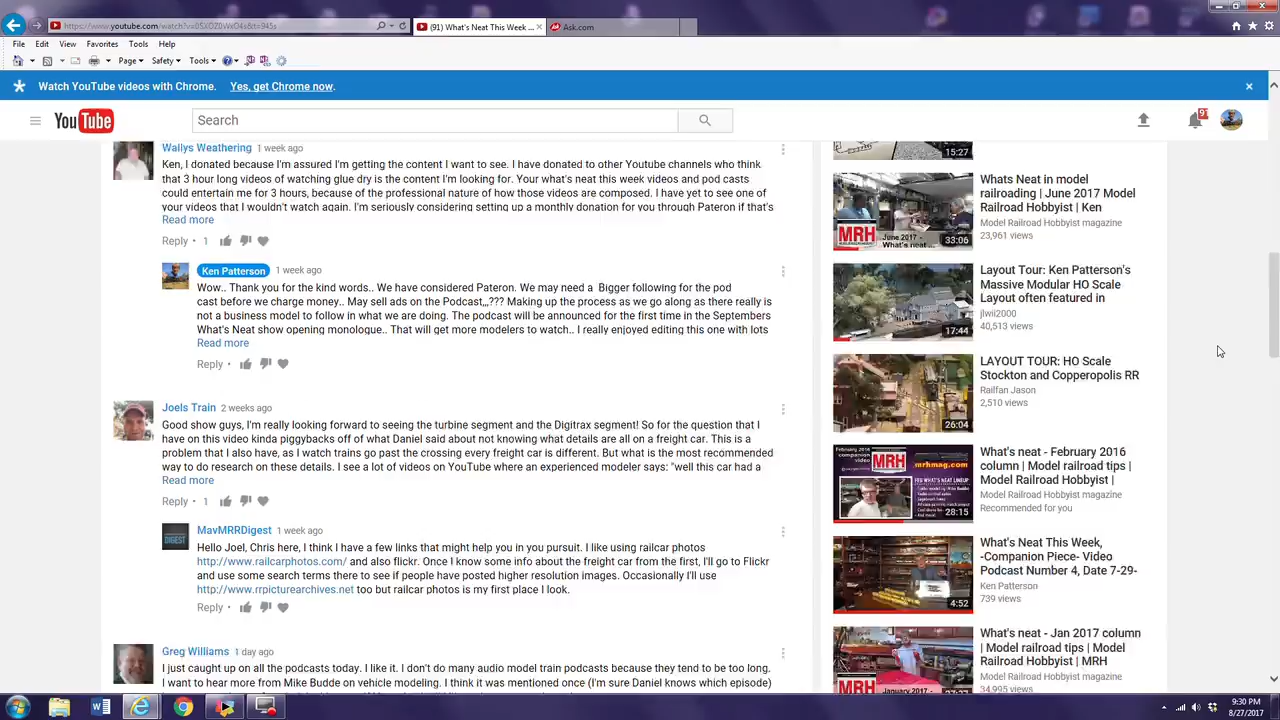 (91) What's Neat This Week ...
Ask.com
File Edit View Favorites Tools Help
Page Safety Tools
Watch YouTube videos with Chrome. Yes, get Chrome now.
YouTube
Search
91
Wallys Weathering 1 week ago
Ken, I donated because I'm assured I'm getting the content I want to see. I have donated to other Youtube channels who think
that 3 hour long videos of watching glue dry is the content I'm looking for. Your what's neat this week videos and pod casts
could entertain me for 3 hours, because of the professional nature of how those videos are composed. I have yet to see one of
your videos that I wouldn't watch again. I'm seriously considering setting up a monthly donation for you through Pateron if that's
Read more
Reply • 1
Ken Patterson 1 week ago
Wow.. Thank you for the kind words.. We have considered Pateron. We may need a Bigger following for the pod
cast before we charge money.. May sell ads on the Podcast,,,??? Making up the process as we go along as there really is
not a business model to follow in what we are doing. The podcast will be announced for the first time in the Septembers
What's Neat show opening monologue.. That will get more modelers to watch.. I really enjoyed editing this one with lots
Read more
Reply •
Joels Train 2 weeks ago
Good show guys, I'm really looking forward to seeing the turbine segment and the Digitrax segment! So for the question that I
have on this video kinda piggybacks off of what Daniel said about not knowing what details are all on a freight car. This is a
problem that I also have, as I watch trains go past the crossing every freight car is different. But what is the most recommended
way to do research on these details. I see a lot of videos on YouTube where an experienced modeler says: "well this car had a
Read more
Reply • 1
DIGEST
MavMRRDigest 1 week ago
Hello Joel, Chris here, I think I have a few links that might help you in you pursuit. I like using railcar photos
http://www.railcarphotos.com/ and also flickr. Once I know some info about the freight car from the first, I'll go to Flickr
and use some search terms there to see if people have posted higher resolution images. Occasionally I'll use
http://www.rrpicturearchives.net too but railcar photos is my first place I look.
Reply •
Greg Williams 1 day ago
I just caught up on all the podcasts today. I like it. I don't do many audio model train podcasts because they tend to be too long.
I want to hear more from Mike Budde on vehicle modeling. I think it was mentioned once (I'm sure Daniel knows which episode)
15:27
MRH
June 2017 -
What's neat
33:06
Whats Neat in model
railroading | June 2017 Model
Railroad Hobbyist | Ken
Model Railroad Hobbyist magazine
23,961 views
17:44
Layout Tour: Ken Patterson's
Massive Modular HO Scale
Layout often featured in
jlwii2000
40,513 views
26:04
LAYOUT TOUR: HO Scale
Stockton and Copperopolis RR
Railfan Jason
2,510 views
MRH
mrhmag.com
FEB WHAT'S NEAT LINEUP
28:15
What's neat - February 2016
column | Model railroad tips |
Model Railroad Hobbyist |
Model Railroad Hobbyist magazine
Recommended for you
4:52
What's Neat This Week,
-Companion Piece- Video
Podcast Number 4, Date 7-29-
Ken Patterson
739 views
MRH
January 2017
What's neat - Jan 2017 column
| Model railroad tips | Model
Railroad Hobbyist | MRH
Model Railroad Hobbyist magazine
34,995 views
9:30 PM
8/27/2017